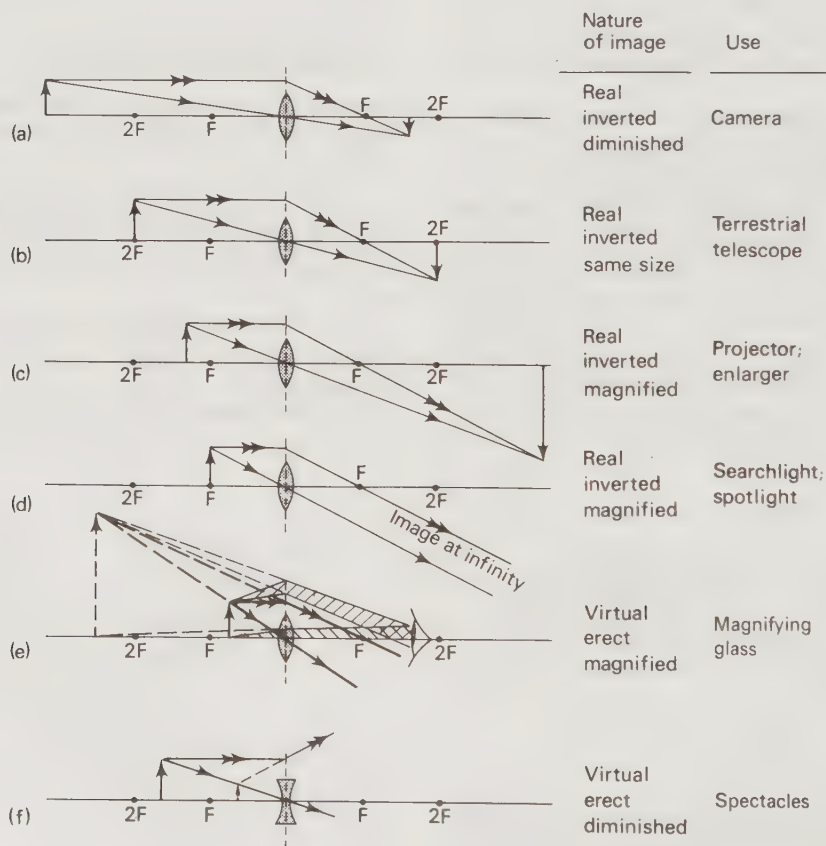 Nature
of image
Use
Real
inverted
diminished
Camera
(a)
2F
F
F
2F
Real
inverted
same size
Terrestrial
telescope
(b)
2F
F
F
2F
Real
inverted
magnified
Projector;
enlarger
(c)
2F
F
F
2F
Real
inverted
magnified
Searchlight;
spotlight
(d)
2F
F
F
2F
Image at infinity
Virtual
erect
magnified
Magnifying
glass
(e)
2F
F
F
2F
Virtual
erect
diminished
Spectacles
(f)
2F
F
F
2F